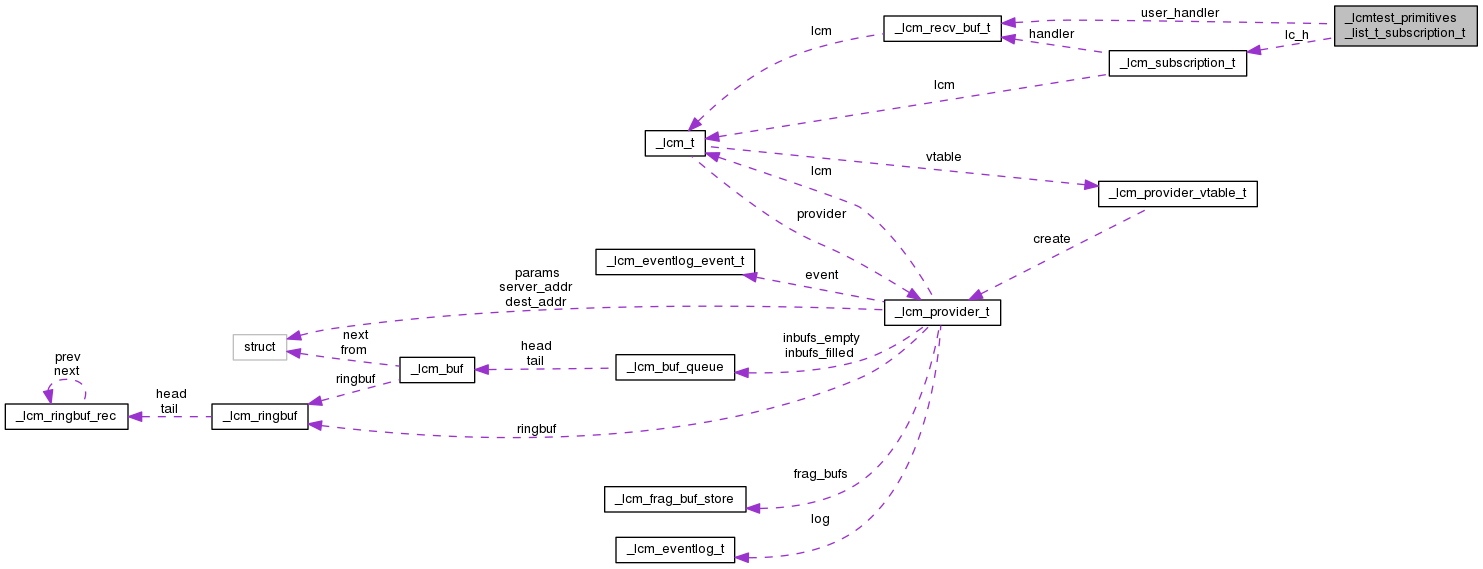 user_handler
_lcmtest_primitives
_list_t_subscription_t
_lcm_recv_buf_t
lcm
handler
lc_h
_lcm_subscription_t
lcm
_lcm_t
vtable
lcm
_lcm_provider_vtable_t
provider
create
_lcm_eventlog_event_t
event
params
server_addr
dest_addr
_lcm_provider_t
struct
next
from
inbufs_empty
inbufs_filled
head
tail
_lcm_buf_queue
_lcm_buf
prev
next
ringbuf
head
tail
_lcm_ringbuf_rec
_lcm_ringbuf
ringbuf
frag_bufs
_lcm_frag_buf_store
log
_lcm_eventlog_t